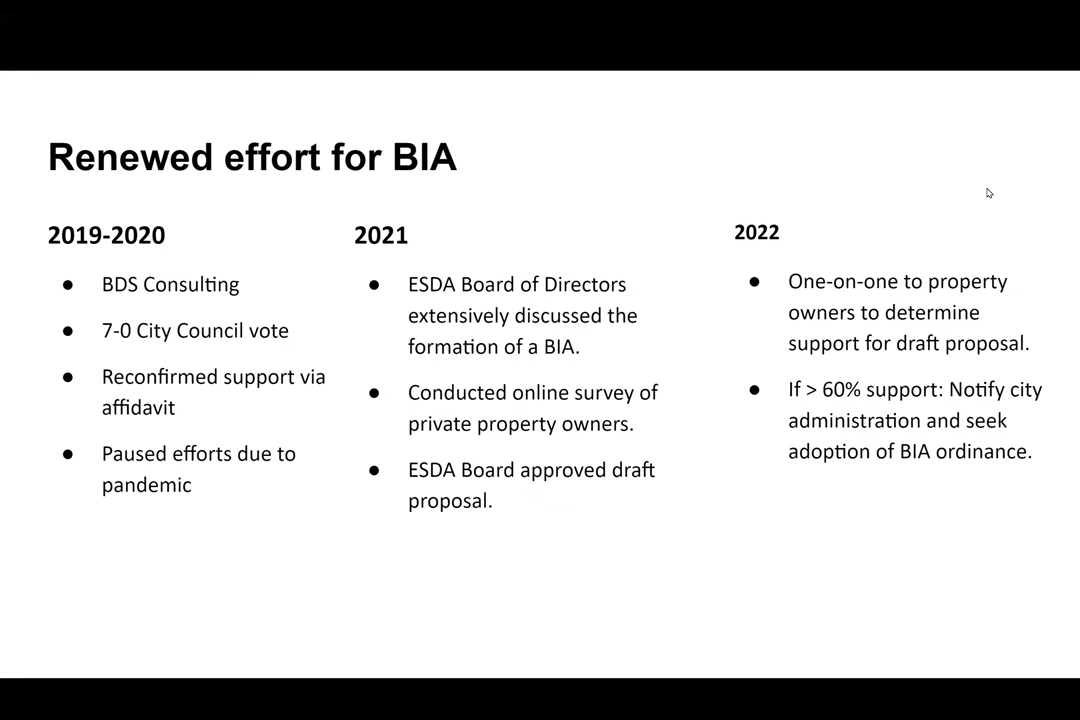 Renewed effort for BIA
2019-2020
● BDS Consulting
● 7-0 City Council vote
● Reconfirmed support via
affidavit
● Paused efforts due to
pandemic
2021
● ESDA Board of Directors
extensively discussed the
formation of a BIA.
● Conducted online survey of
private property owners.
● ESDA Board approved draft
proposal.
2022
● One-on-one to property
owners to determine
support for draft proposal.
● If > 60% support: Notify city
administration and seek
adoption of BIA ordinance.